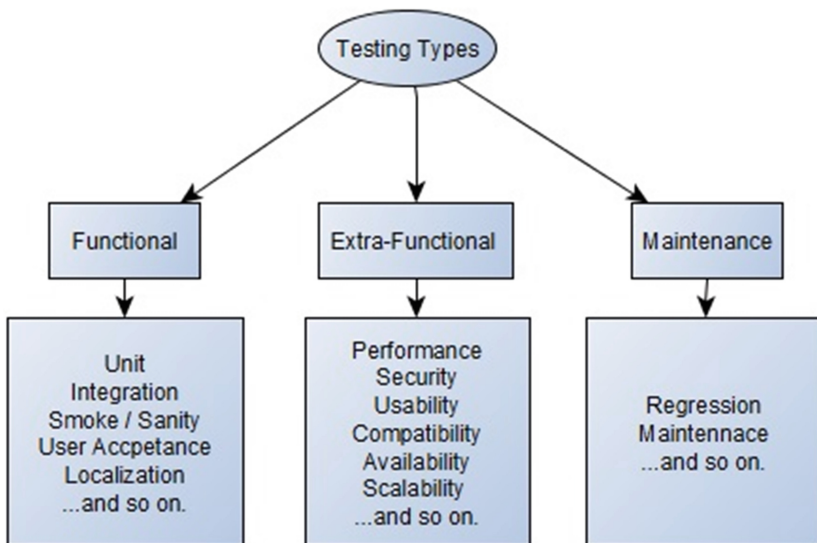 Testing Types
Functional
Extra-Functional
Maintenance
Unit
Integration
Smoke / Sanity
User Accpetance
Localization
...and so on.
Performance
Security
Usability
Compatibility
Availability
Scalability
...and so on.
Regression
Maintennace
...and so on.